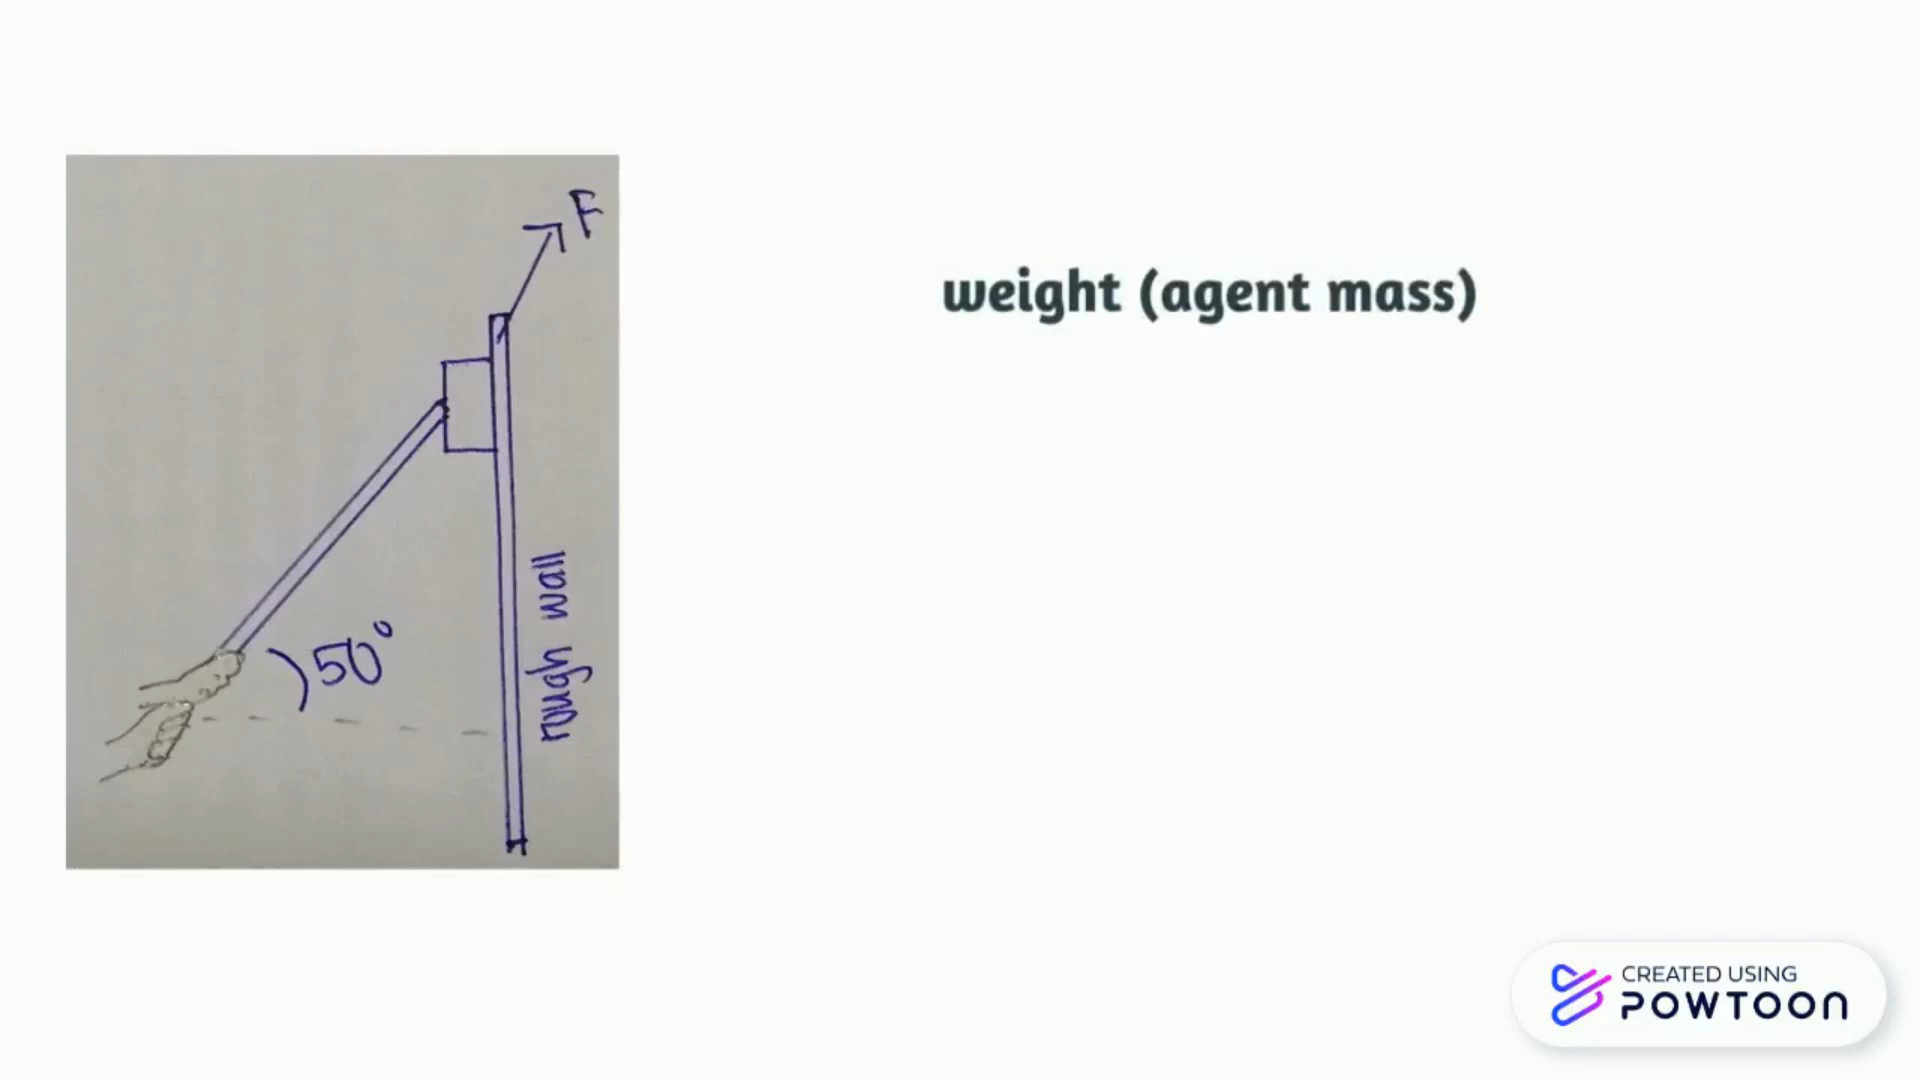 F
weight (agent mass)
50°
rough wall
CREATED USING
POWTOON